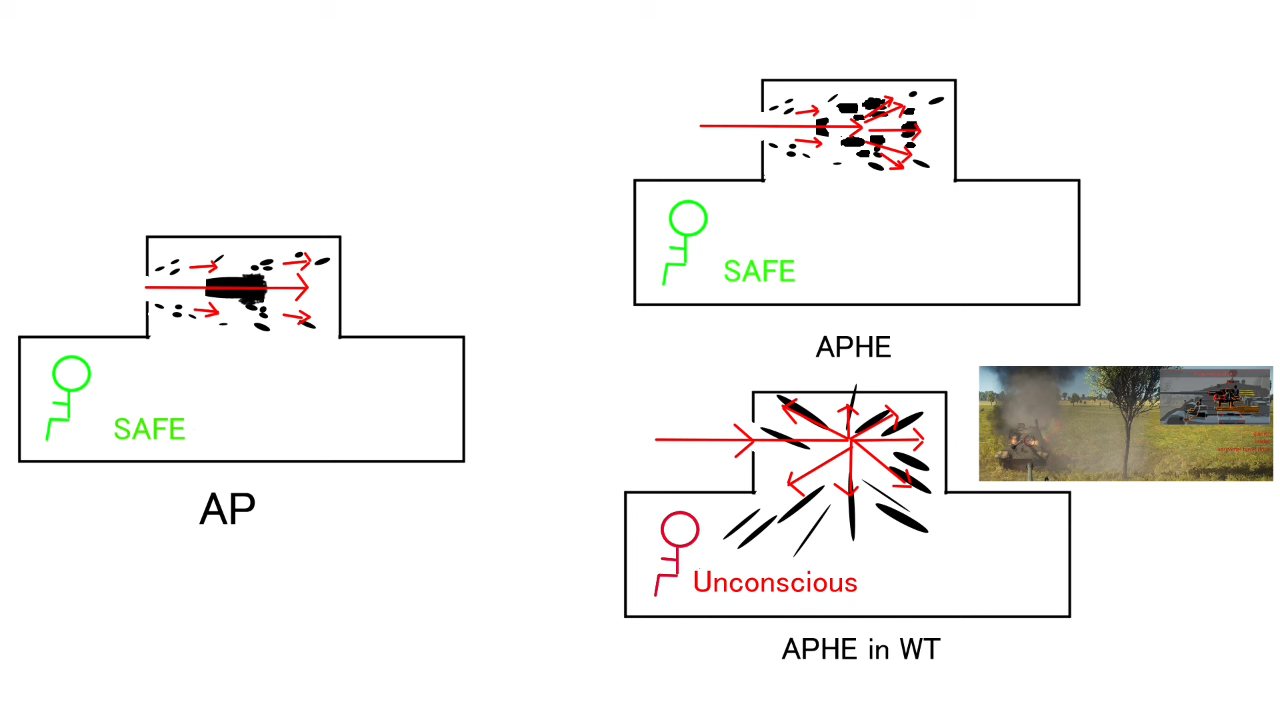 SAFE
AP
SAFE
APHE
Unconscious
APHE in WT